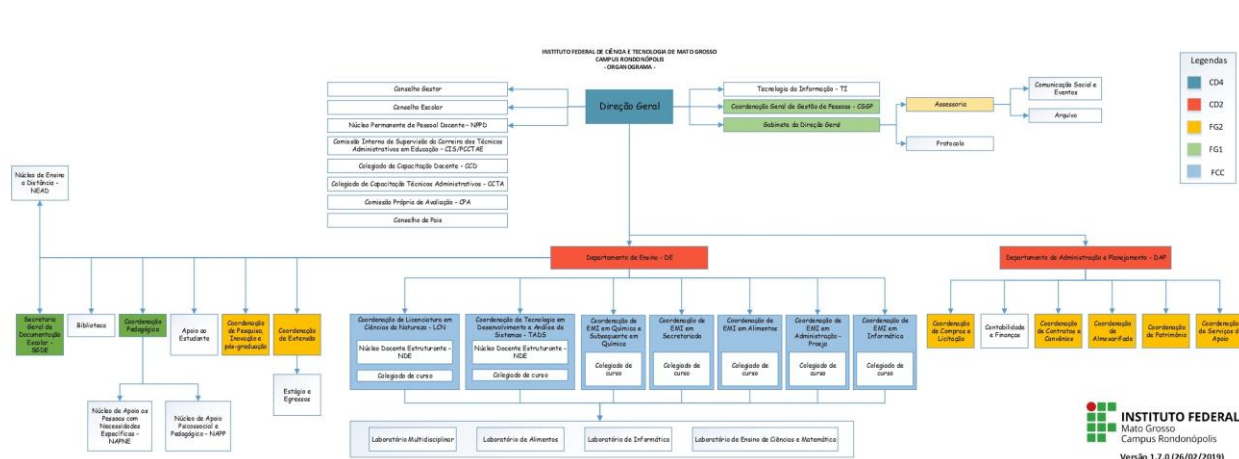 INSTITUTO FEDERAL DE CIÊNCIA E TECNOLOGIA DE MATO GROSSO
CAMPUS RONDONÓPOLIS
- ORGANOGRAMA -
Legendas
CD4
CD2
FG2
FG1
FCC
Direção Geral
Conselho Gestor
Conselho Escolar
Núcleo Permanente de Pessoal Docente - NPPD
Comissão Interna de Supervisão da Carreira dos Técnicos
Administrativos em Educação - CIS/PCCTAE
Colegiado de Capacitação Docente - CCD
Colegiado de Capacitação Técnicos Administrativos - CCTA
Comissão Própria de Avaliação - CPA
Conselho de Pais
Tecnologia da Informação - TI
Coordenação Geral de Gestão de Pessoas - CGGP
Gabinete da Direção Geral
Assessoria
Protocolo
Comunicação Social e
Eventos
Arquivo
Núcleo de Ensino
a Distância -
NEAD
Departamento de Ensino - DE
Departamento de Administração e Planejamento - DAP
Secretaria
Geral de
Documentação
Escolar -
SGDE
Biblioteca
Coordenação
Pedagógica
Apoio ao
Estudante
Coordenação
de Pesquisa,
Inovação e
pós-graduação
Coordenação
de Extensão
Núcleo de Apoio as
Pessoas com
Necessidades
Específicas -
NAPNE
Núcleo de Apoio
Psicossocial e
Pedagógico - NAPP
Estágio e
Egressos
Coordenação de Licenciatura em
Ciências da Natureza - LCN
Núcleo Docente Estruturante -
NDE
Colegiado de curso
Coordenação de Tecnologia em
Desenvolvimento e Análise de
Sistemas - TADS
Núcleo Docente Estruturante -
NDE
Colegiado de curso
Coordenação de
EMI em Química e
Subsequente em
Química
Colegiado de
curso
Coordenação de
EMI em
Secretariado
Colegiado de
curso
Coordenação de
EMI em Alimentos
Colegiado de
curso
Coordenação de
EMI em
Administração -
Proeja
Colegiado de
curso
Coordenação de
EMI em
Informática
Colegiado de
curso
Laboratório Multidisciplinar
Laboratório de Alimentos
Laboratório de Informática
Laboratório de Ensino de Ciências e Matemática
Coordenação
de Compras e
Licitação
Contabilidade
e Finanças
Coordenação
de Contratos e
Convênios
Coordenação
de
Almoxarifado
Coordenação
de Patrimônio
Coordenação
de Serviços de
Apoio
INSTITUTO FEDERAL
Mato Grosso
Campus Rondonópolis
Versão 1.7.0 (26/02/2019)